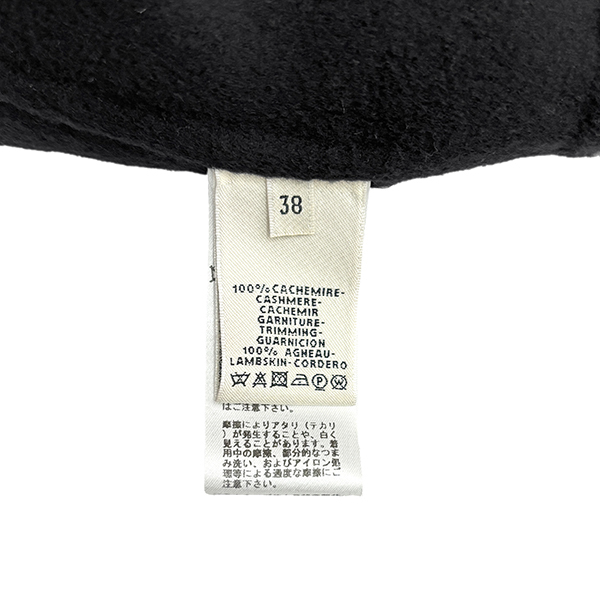 38
100% CACHEMIRE-
CASHMERE-
CACHEMIR
GARNITURE-
TRIMMING-
GUARNICION
100% AGNEAU-
LAMBSKIN-CORDERO
はご注意下さい。
摩擦によりアタリ(テカリ
)が発生することや、白く
見えることがあります。着
用中の摩擦、部分的なつま
み洗い、およびアイロン処
理等による過度な摩擦にご
注意下さい。